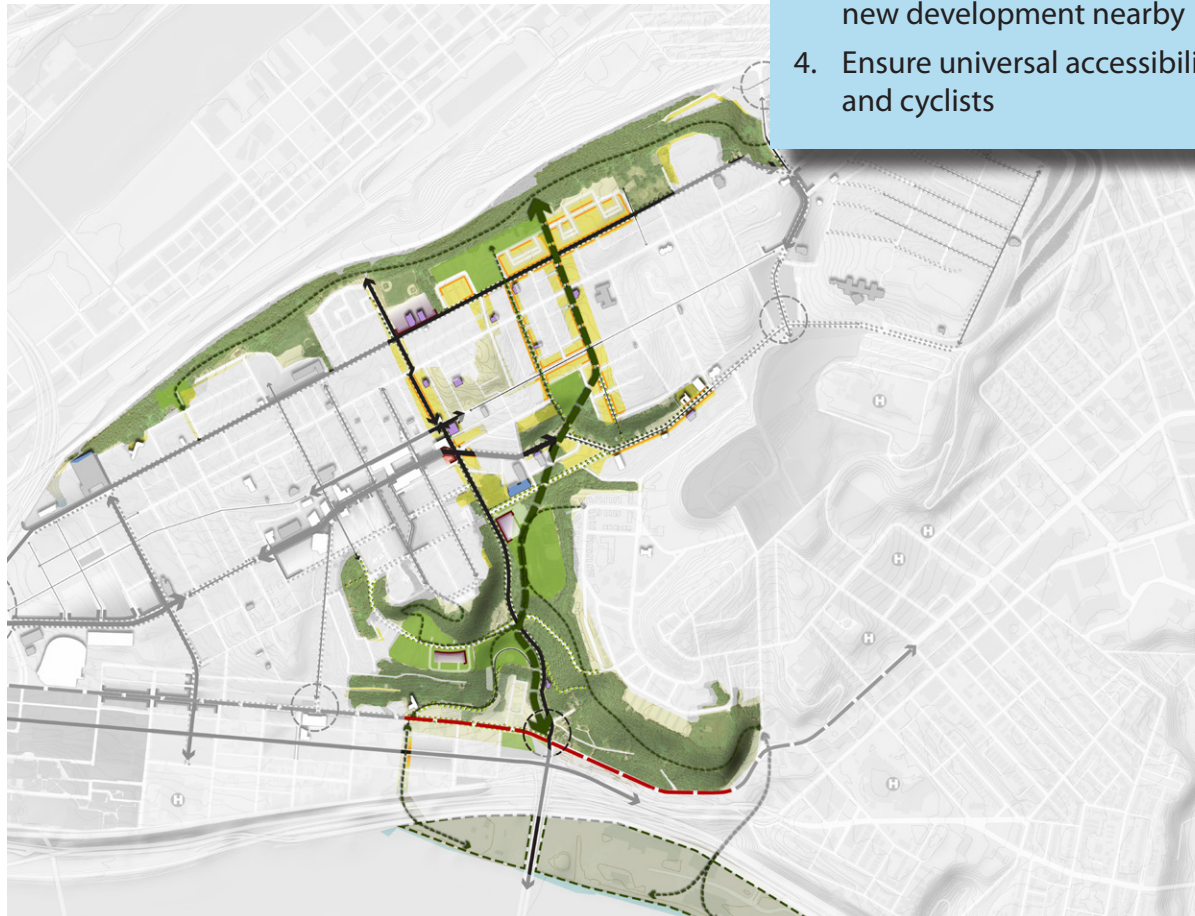 new development nearby
4. Ensure universal accessibili
and cyclists
H
H
H
H
H
H
H